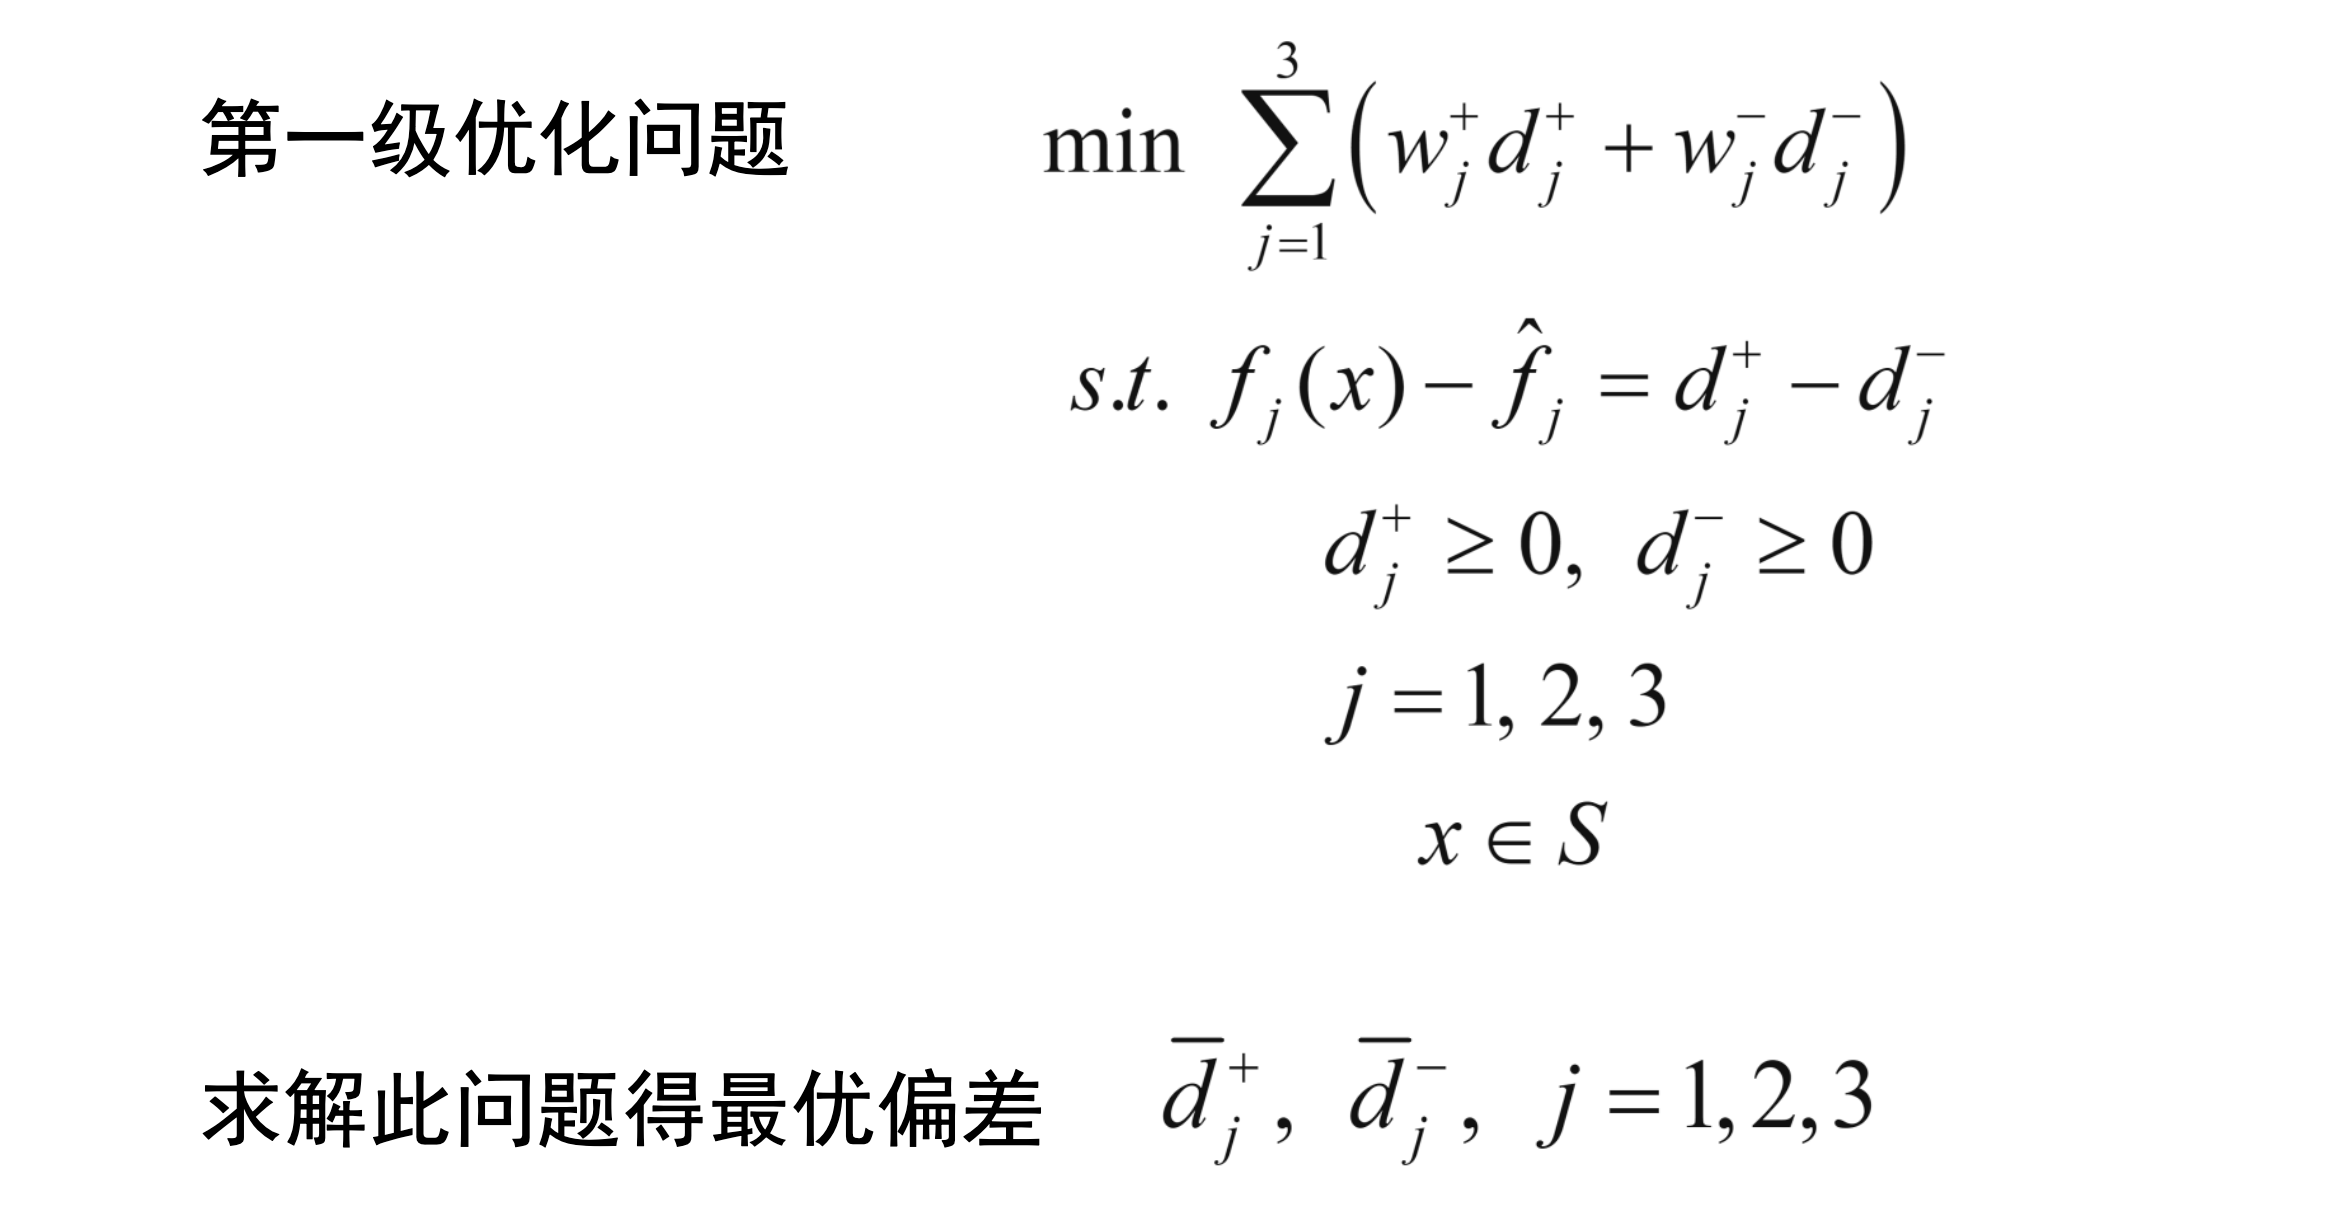 第一级优化问题 min $\sum_{j=1}^{3}\left(w_j^+ d_j^+ + w_j^- d_j^-\right)$
s.t. $f_j(x) - \hat{f}_j = d_j^+ - d_j^-$
$d_j^+ \geq 0,\ d_j^- \geq 0$
$j = 1, 2, 3$
$x \in S$
求解此问题得最优偏差 $\overline{d}_j^+,\ \overline{d}_j^-,\ j = 1,2,3$